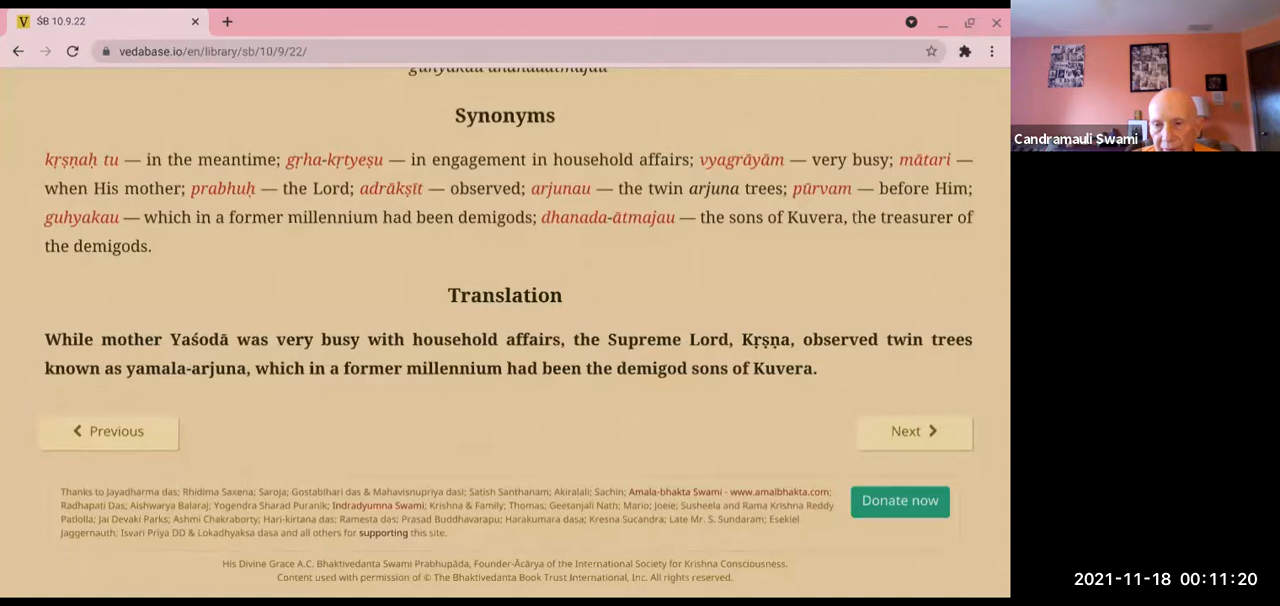 ŚB 10.9.22
vedabase.io/en/library/sb/10/9/22/
guhyakau dhanadātmajau
Synonyms
kṛṣṇaḥ tu — in the meantime; gṛha-kṛtyeṣu — in engagement in household affairs; vyagrāyām — very busy; mātari —
when His mother; prabhuḥ — the Lord; adrākṣīt — observed; arjunau — the twin arjuna trees; pūrvam — before Him;
guhyakau — which in a former millennium had been demigods; dhanada-ātmajau — the sons of Kuvera, the treasurer of
the demigods.
Translation
While mother Yaśodā was very busy with household affairs, the Supreme Lord, Kṛṣṇa, observed twin trees
known as yamala-arjuna, which in a former millennium had been the demigod sons of Kuvera.
Previous
Next
Thanks to Jayadharma das; Rhidima Saxena; Saroja; Gostabihari das & Mahavisnupriya dasi; Satish Santhanam; Akiralali; Sachin; Amala-bhakta Swami - www.amalbhakta.com;
Radhapati Das; Aishwarya Balaraj; Yogendra Sharad Puranik; Indradyumna Swami; Krishna & Family; Thomas; Geetanjali Nath; Mario; Joeie; Susheela and Rama Krishna Reddy
Patlolla; Jai Devaki Parks; Ashmi Chakraborty; Hari-kirtana das; Ramesta das; Prasad Buddhavarapu; Harakumara dasa; Kresna Sucandra; Late Mr. S. Sundaram; Esekiel
Jaggernauth; Isvari Priya DD & Lokadhyaksa dasa and all others for supporting this site.
Donate now
His Divine Grace A.C. Bhaktivedanta Swami Prabhupāda, Founder-Ācārya of the International Society for Krishna Consciousness.
Content used with permission of © The Bhaktivedanta Book Trust International, Inc. All rights reserved.
Candramauli Swami
2021-11-18 00:11:20